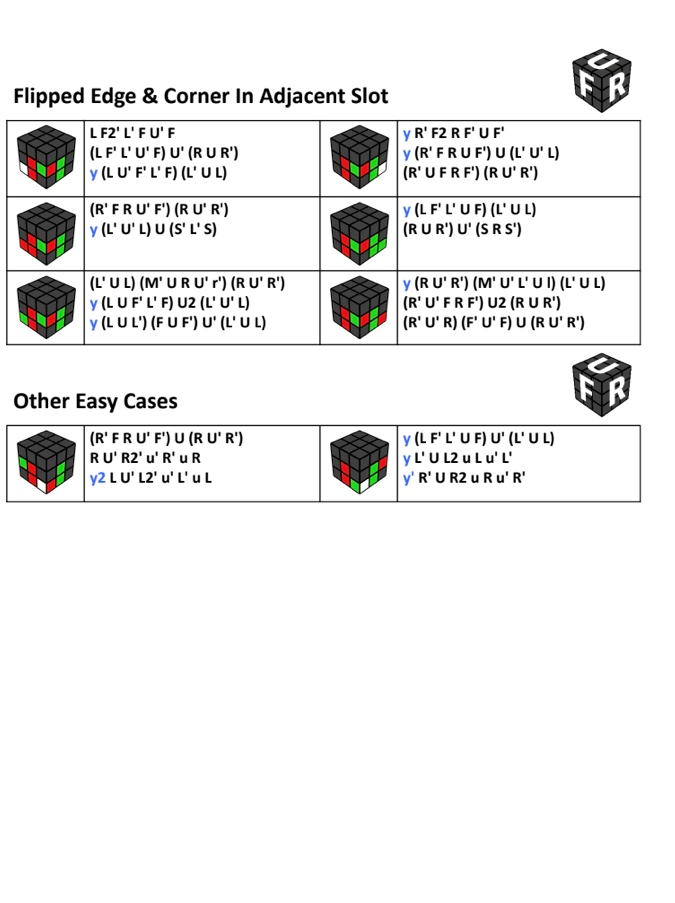 U
F R
Flipped Edge & Corner In Adjacent Slot
L F2' L' F U' F
(L F' L' U' F) U' (R U R')
y (L U' F' L' F) (L' U L)
y R' F2 R F' U F'
y (R' F R U F') U (L' U' L)
(R' U F R F') (R U' R')
(R' F R U' F') (R U' R')
y (L' U' L) U (S' L' S)
y (L F' L' U F) (L' U L)
(R U R') U' (S R S')
(L' U L) (M' U R U' r') (R U' R')
y (L U F' L' F) U2 (L' U' L)
y (L U L') (F U F') U' (L' U L)
y (R U' R') (M' U' L' U l) (L' U L)
(R' U' F R F') U2 (R U R')
(R' U' R) (F' U' F) U (R U' R')
U
F R
Other Easy Cases
(R' F R U' F') U (R U' R')
R U' R2' u' R' u R
y2 L U' L2' u' L' u L
y (L F' L' U F) U' (L' U L)
y L' U L2 u L u' L'
y' R' U R2 u R u' R'